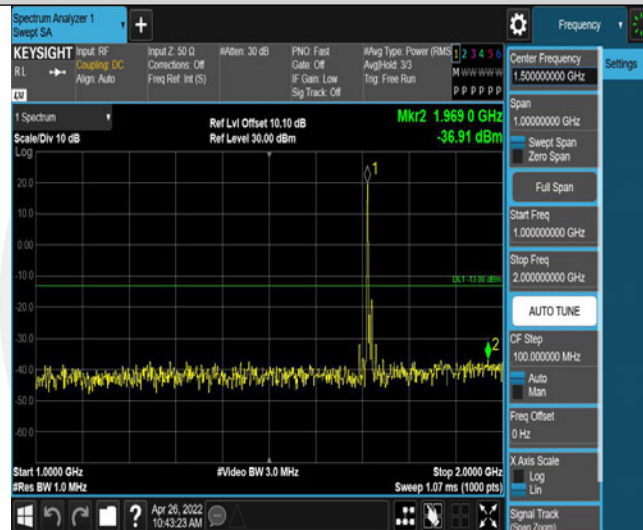 Spectrum Analyzer 1
Swept SA
+
Frequency
KEYSIGHT
RL
Input: RF
Coupling: DC
Align: Auto
Input Z: 50 Ω
Corrections: Off
Freq Ref: Int (S)
#Atten: 30 dB
PNO: Fast
Gate: Off
IF Gain: Low
Sig Track: Off
#Avg Type: Power (RMS
Avg|Hold: 3/3
Trig: Free Run
1 2 3 4 5 6
M W W W W W
P P P P P P
LXI
1 Spectrum
Scale/Div 10 dB
Log
Ref Lvl Offset 10.10 dB
Ref Level 30.00 dBm
Mkr2 1.969 0 GHz
-36.91 dBm
20.0
10.0
0.00
-10.0
-20.0
-30.0
-40.0
-50.0
-60.0
1
DL1 -13.00 dBm
2
Start 1.0000 GHz
#Res BW 1.0 MHz
#Video BW 3.0 MHz
Stop 2.0000 GHz
Sweep 1.07 ms (1000 pts)
Apr 26, 2022
10:43:23 AM
?
Center Frequency
1.500000000 GHz
Settings
Span
1.00000000 GHz
Swept Span
Zero Span
Full Span
Start Freq
1.000000000 GHz
Stop Freq
2.000000000 GHz
AUTO TUNE
CF Step
100.000000 MHz
Auto
Man
Freq Offset
0 Hz
X Axis Scale
Log
Lin
Signal Track
(Span Zoom)